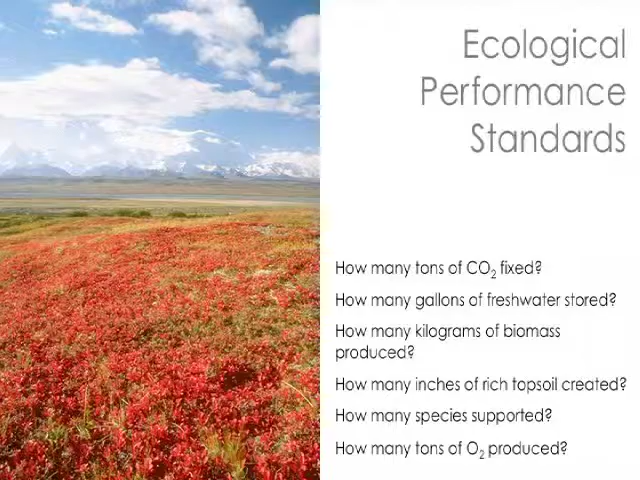 Ecological
Performance
Standards
How many tons of CO₂ fixed?
How many gallons of freshwater stored?
How many kilograms of biomass
produced?
How many inches of rich topsoil created?
How many species supported?
How many tons of O₂ produced?